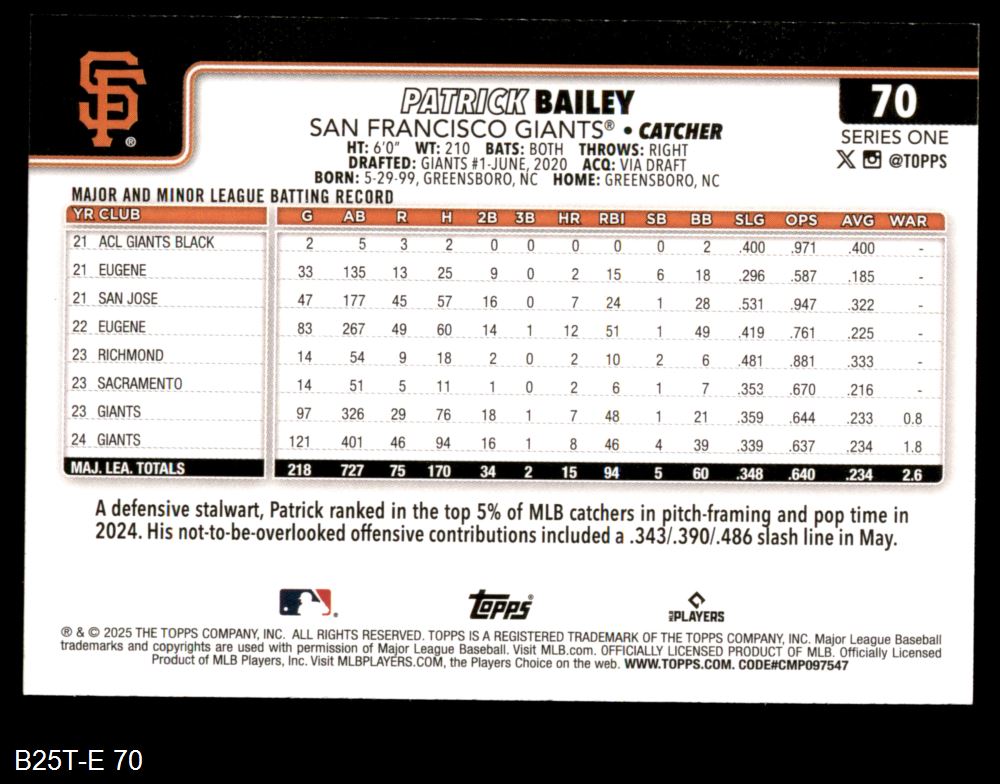 SF®
PATRICK BAILEY
70
SAN FRANCISCO GIANTS® • CATCHER
SERIES ONE
HT: 6'0" WT: 210 BATS: BOTH THROWS: RIGHT
@TOPPS
DRAFTED: GIANTS #1-JUNE, 2020 ACQ: VIA DRAFT
BORN: 5-29-99, GREENSBORO, NC HOME: GREENSBORO, NC
MAJOR AND MINOR LEAGUE BATTING RECORD
YR CLUB G AB R H 2B 3B HR RBI SB BB SLG OPS AVG WAR
21 ACL GIANTS BLACK 2 5 3 2 0 0 0 0 0 2 .400 .971 .400 -
21 EUGENE 33 135 13 25 9 0 2 15 6 18 .296 .587 .185 -
21 SAN JOSE 47 177 45 57 16 0 7 24 1 28 .531 .947 .322 -
22 EUGENE 83 267 49 60 14 1 12 51 1 49 .419 .761 .225 -
23 RICHMOND 14 54 9 18 2 0 2 10 2 6 .481 .881 .333 -
23 SACRAMENTO 14 51 5 11 1 0 2 6 1 7 .353 .670 .216 -
23 GIANTS 97 326 29 76 18 1 7 48 1 21 .359 .644 .233 0.8
24 GIANTS 121 401 46 94 16 1 8 46 4 39 .339 .637 .234 1.8
MAJ. LEA. TOTALS 218 727 75 170 34 2 15 94 5 60 .348 .640 .234 2.6
A defensive stalwart, Patrick ranked in the top 5% of MLB catchers in pitch-framing and pop time in
2024. His not-to-be-overlooked offensive contributions included a .343/.390/.486 slash line in May.
Topps®
MLB PLAYERS
® & © 2025 THE TOPPS COMPANY, INC. ALL RIGHTS RESERVED. TOPPS IS A REGISTERED TRADEMARK OF THE TOPPS COMPANY, INC. Major League Baseball
trademarks and copyrights are used with permission of Major League Baseball. Visit MLB.com. OFFICIALLY LICENSED PRODUCT OF MLB. Officially Licensed
Product of MLB Players, Inc. Visit MLBPLAYERS.COM, the Players Choice on the web. WWW.TOPPS.COM. CODE#CMP097547
B25T-E 70